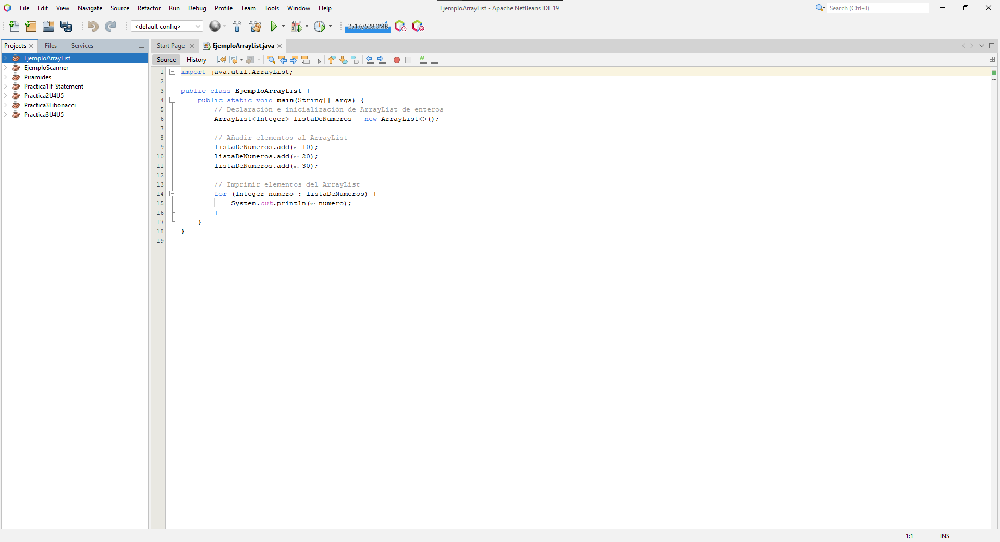 File Edit View Navigate Source Refactor Run Debug Profile Team Tools Window Help
EjemploArrayList - Apache NetBeans IDE 19
Search (Ctrl+I)
<default config>
251.6/528.0MB
Projects Files Services
Start Page EjemploArrayList.java
EjemploArrayList
EjemploScanner
Piramides
Practica1If-Statement
Practica2U4U5
Practica3Fibonacci
Practica3U4U5
Source History
1 import java.util.ArrayList;
2
3 public class EjemploArrayList {
4 public static void main(String[] args) {
5 // Declaración e inicialización de ArrayList de enteros
6 ArrayList<Integer> listaDeNumeros = new ArrayList<>();
7
8 // Añadir elementos al ArrayList
9 listaDeNumeros.add(e: 10);
10 listaDeNumeros.add(e: 20);
11 listaDeNumeros.add(e: 30);
12
13 // Imprimir elementos del ArrayList
14 for (Integer numero : listaDeNumeros) {
15 System.out.println(x: numero);
16 }
17 }
18 }
19
1:1 INS